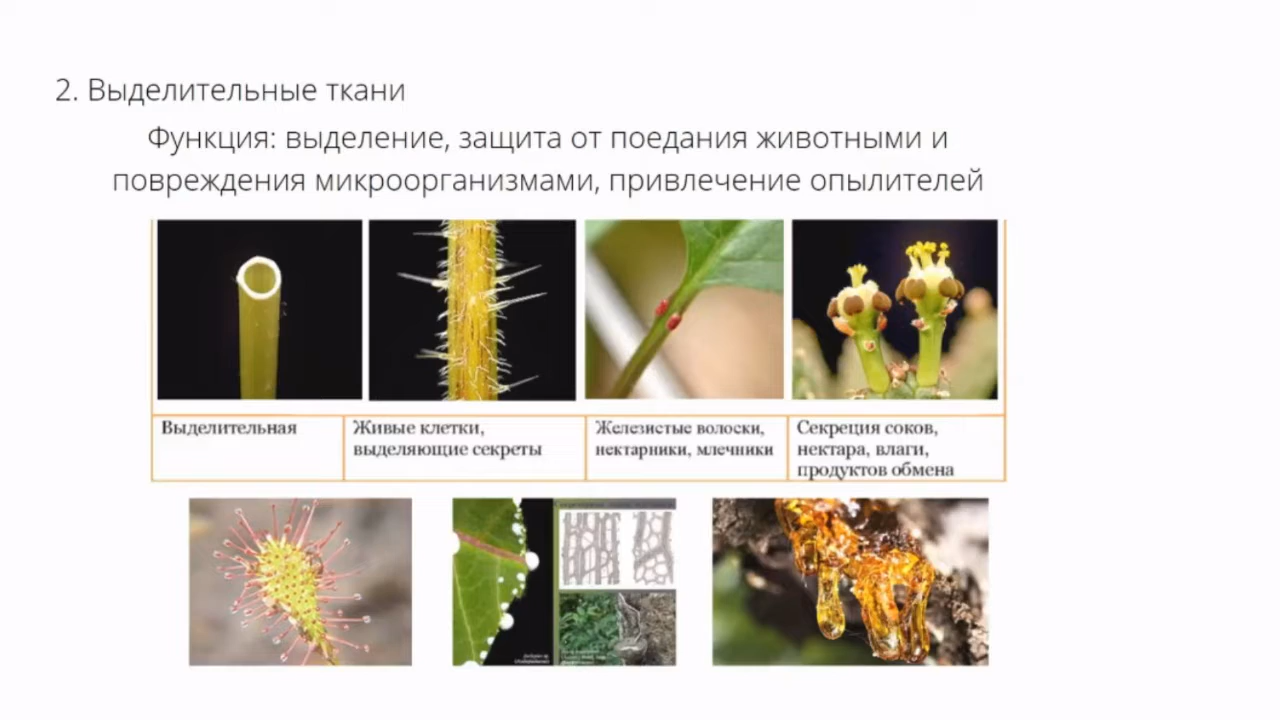 2. Выделительные ткани
Функция: выделение, защита от поедания животными и
повреждения микроорганизмами, привлечение опылителей
Выделительная
Живые клетки,
выделяющие секреты
Железистые волоски,
нектарники, млечники
Секреция соков,
нектара, влаги,
продуктов обмена